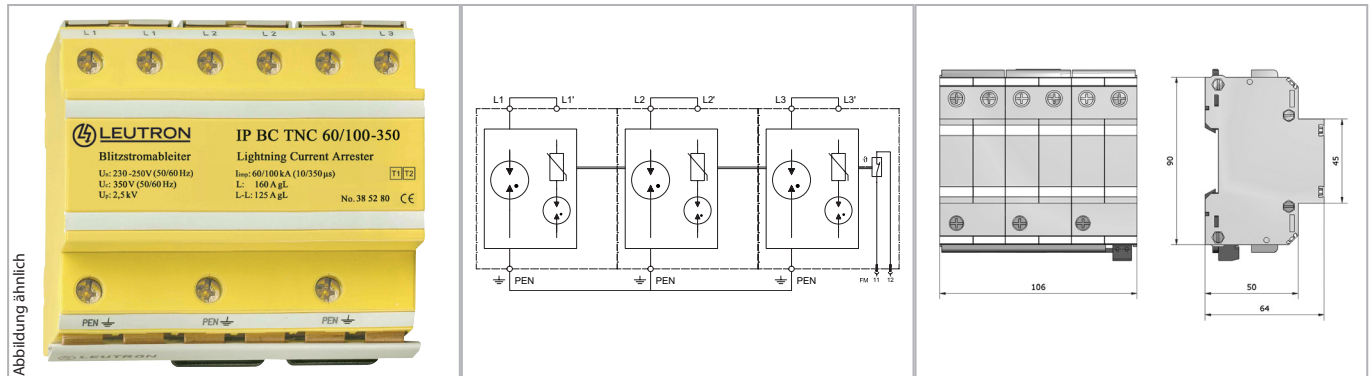 L1 L1 L2 L2 L3 L3
LEUTRON
Blitzstromableiter
Uₙ: 230-250V (50/60 Hz)
U꜀: 350V (50/60 Hz)
Uₚ: 2,5 kV
IP BC TNC 60/100-350
Lightning Current Arrester
Iᵢₘₚ: 60/100 kA (10/350 µs)
L: 160 A gL
L-L: 125 A gL
T1 T2
No. 38 52 80 CE
PEN PEN PEN
LEUTRON
Abbildung ähnlich
L1 L1' L2 L2' L3 L3'
ϑ
PEN PEN PEN FM 11 12
90
45
106
50
64